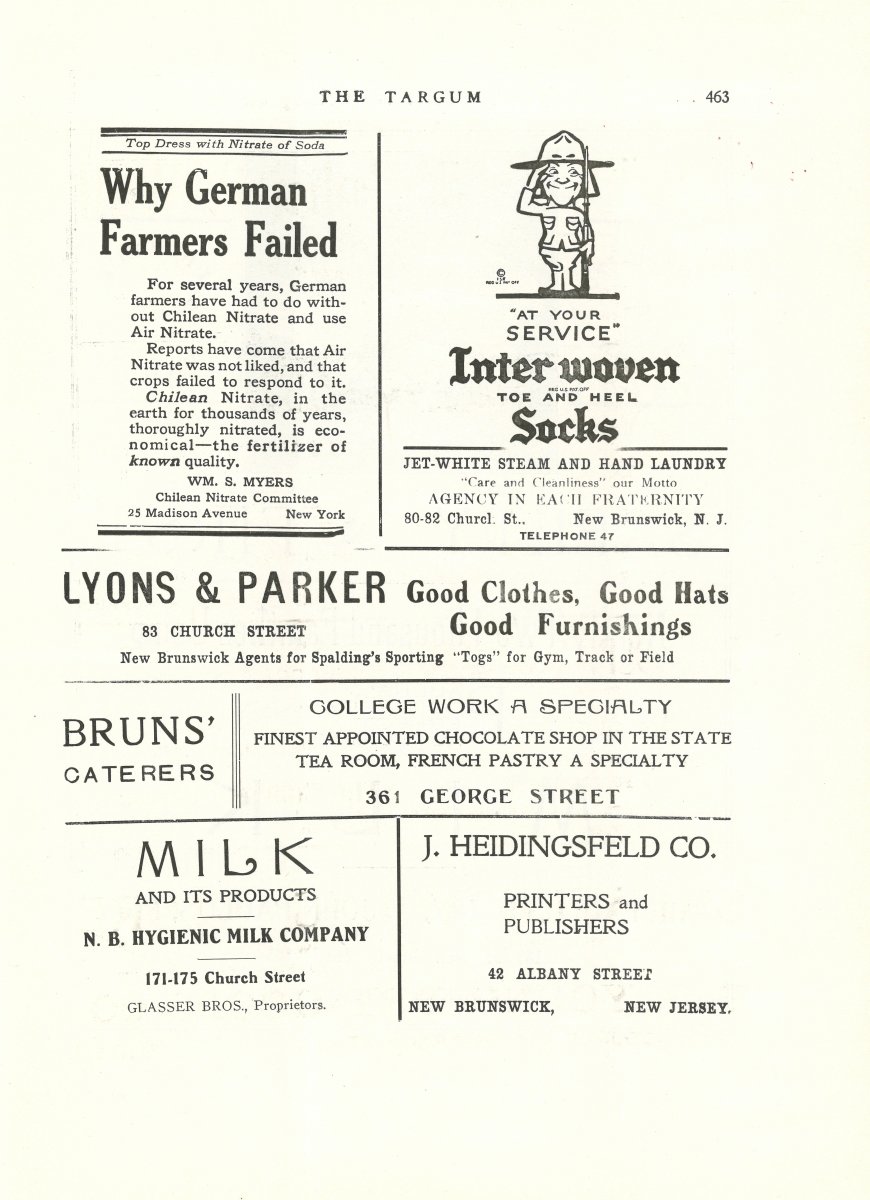 THE TARGUM 463
Top Dress with Nitrate of Soda
Why German
Farmers Failed
For several years, German
farmers have had to do with-
out Chilean Nitrate and use
Air Nitrate.
Reports have come that Air
Nitrate was not liked, and that
crops failed to respond to it.
Chilean Nitrate, in the
earth for thousands of years,
thoroughly nitrated, is eco-
nomical—the fertilizer of
known quality.
WM. S. MYERS
Chilean Nitrate Committee
25 Madison Avenue New York
©
REG U.S. PAT OFF
"AT YOUR
SERVICE"
Interwoven
REG U.S. PAT. OFF
TOE AND HEEL
Socks
JET-WHITE STEAM AND HAND LAUNDRY
"Care and Cleanliness" our Motto
AGENCY IN EACH FRATERNITY
80-82 Church St.. New Brunswick, N. J.
TELEPHONE 47
LYONS & PARKER Good Clothes, Good Hats
83 CHURCH STREET Good Furnishings
New Brunswick Agents for Spalding's Sporting "Togs" for Gym, Track or Field
BRUNS'
CATERERS
COLLEGE WORK A SPECIALTY
FINEST APPOINTED CHOCOLATE SHOP IN THE STATE
TEA ROOM, FRENCH PASTRY A SPECIALTY
361 GEORGE STREET
MILK
AND ITS PRODUCTS
N. B. HYGIENIC MILK COMPANY
171-175 Church Street
GLASSER BROS., Proprietors.
J. HEIDINGSFELD CO.
PRINTERS and
PUBLISHERS
42 ALBANY STREET
NEW BRUNSWICK, NEW JERSEY.